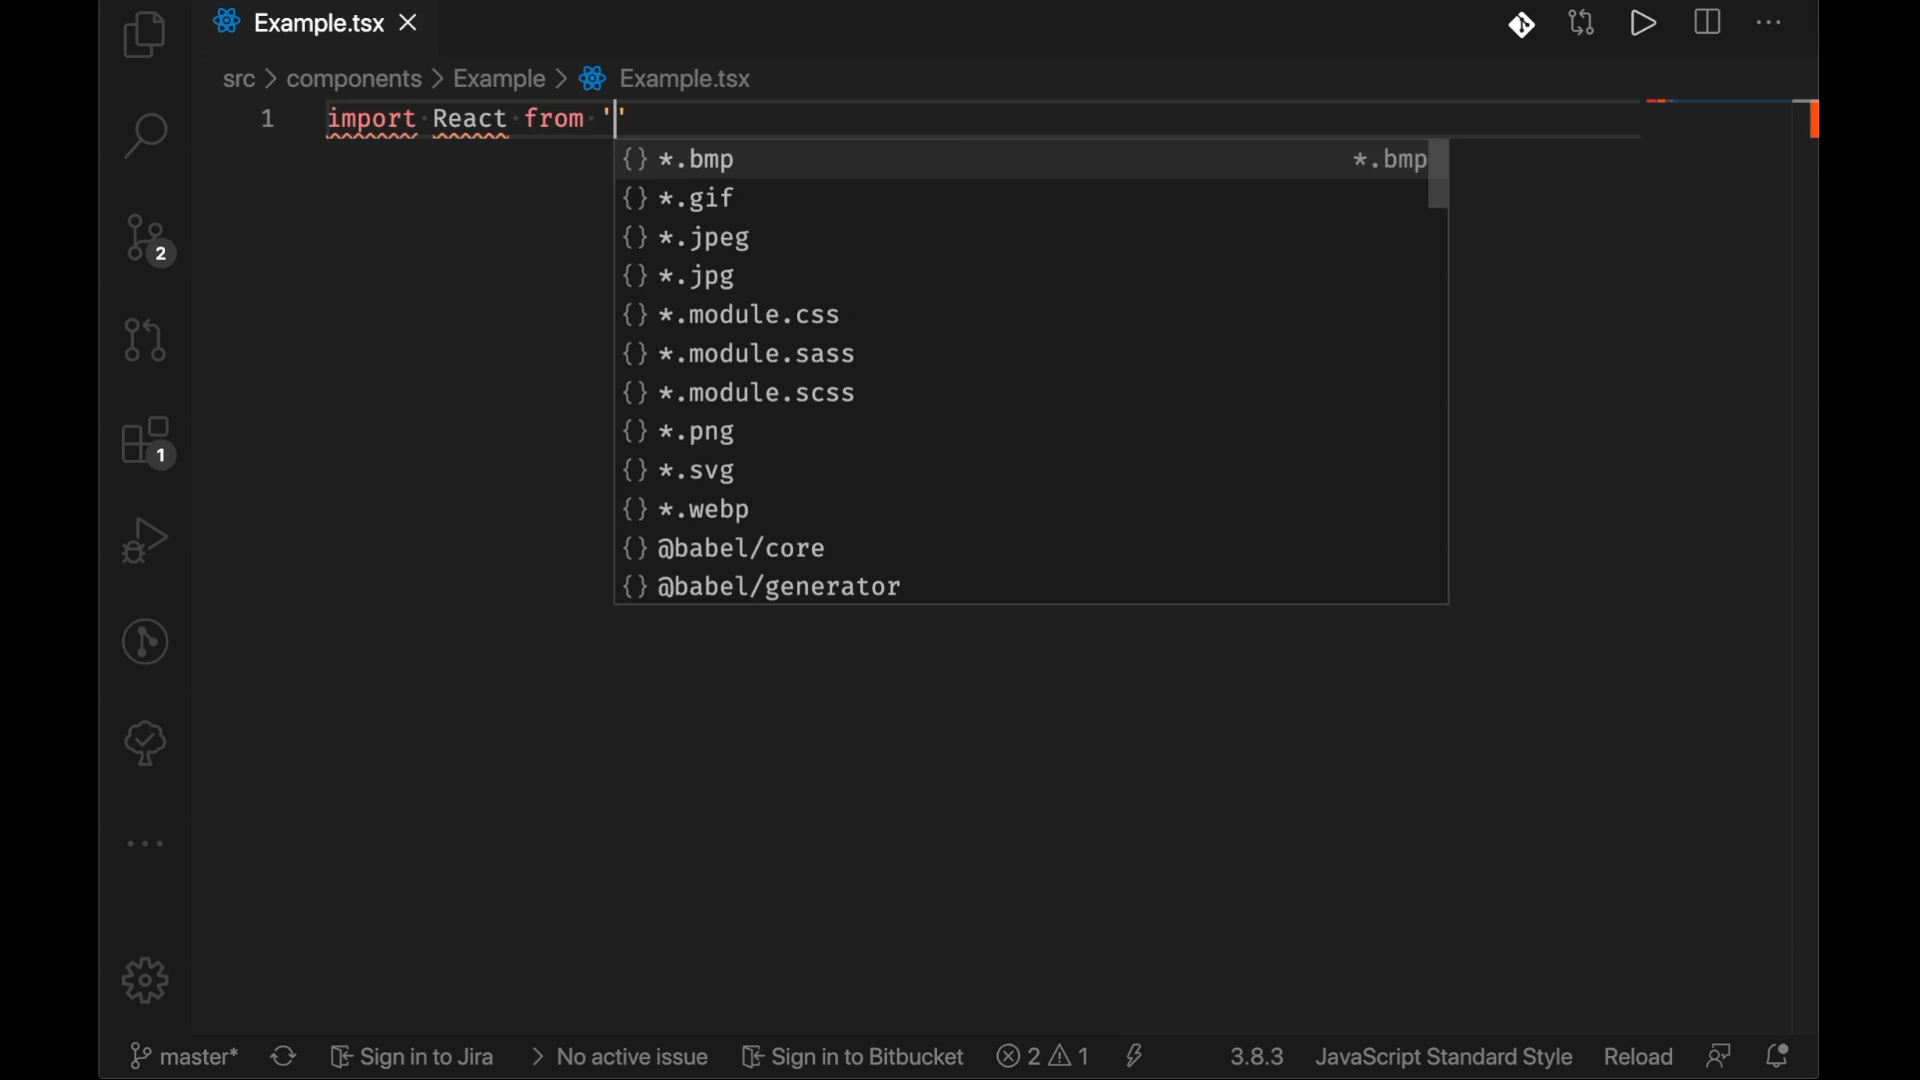 Example.tsx
src > components > Example > Example.tsx
1 import React from ''
{} *.bmp *.bmp
{} *.gif
{} *.jpeg
{} *.jpg
{} *.module.css
{} *.module.sass
{} *.module.scss
{} *.png
{} *.svg
{} *.webp
{} @babel/core
{} @babel/generator
2
1
master* Sign in to Jira > No active issue Sign in to Bitbucket 2 1 3.8.3 JavaScript Standard Style Reload